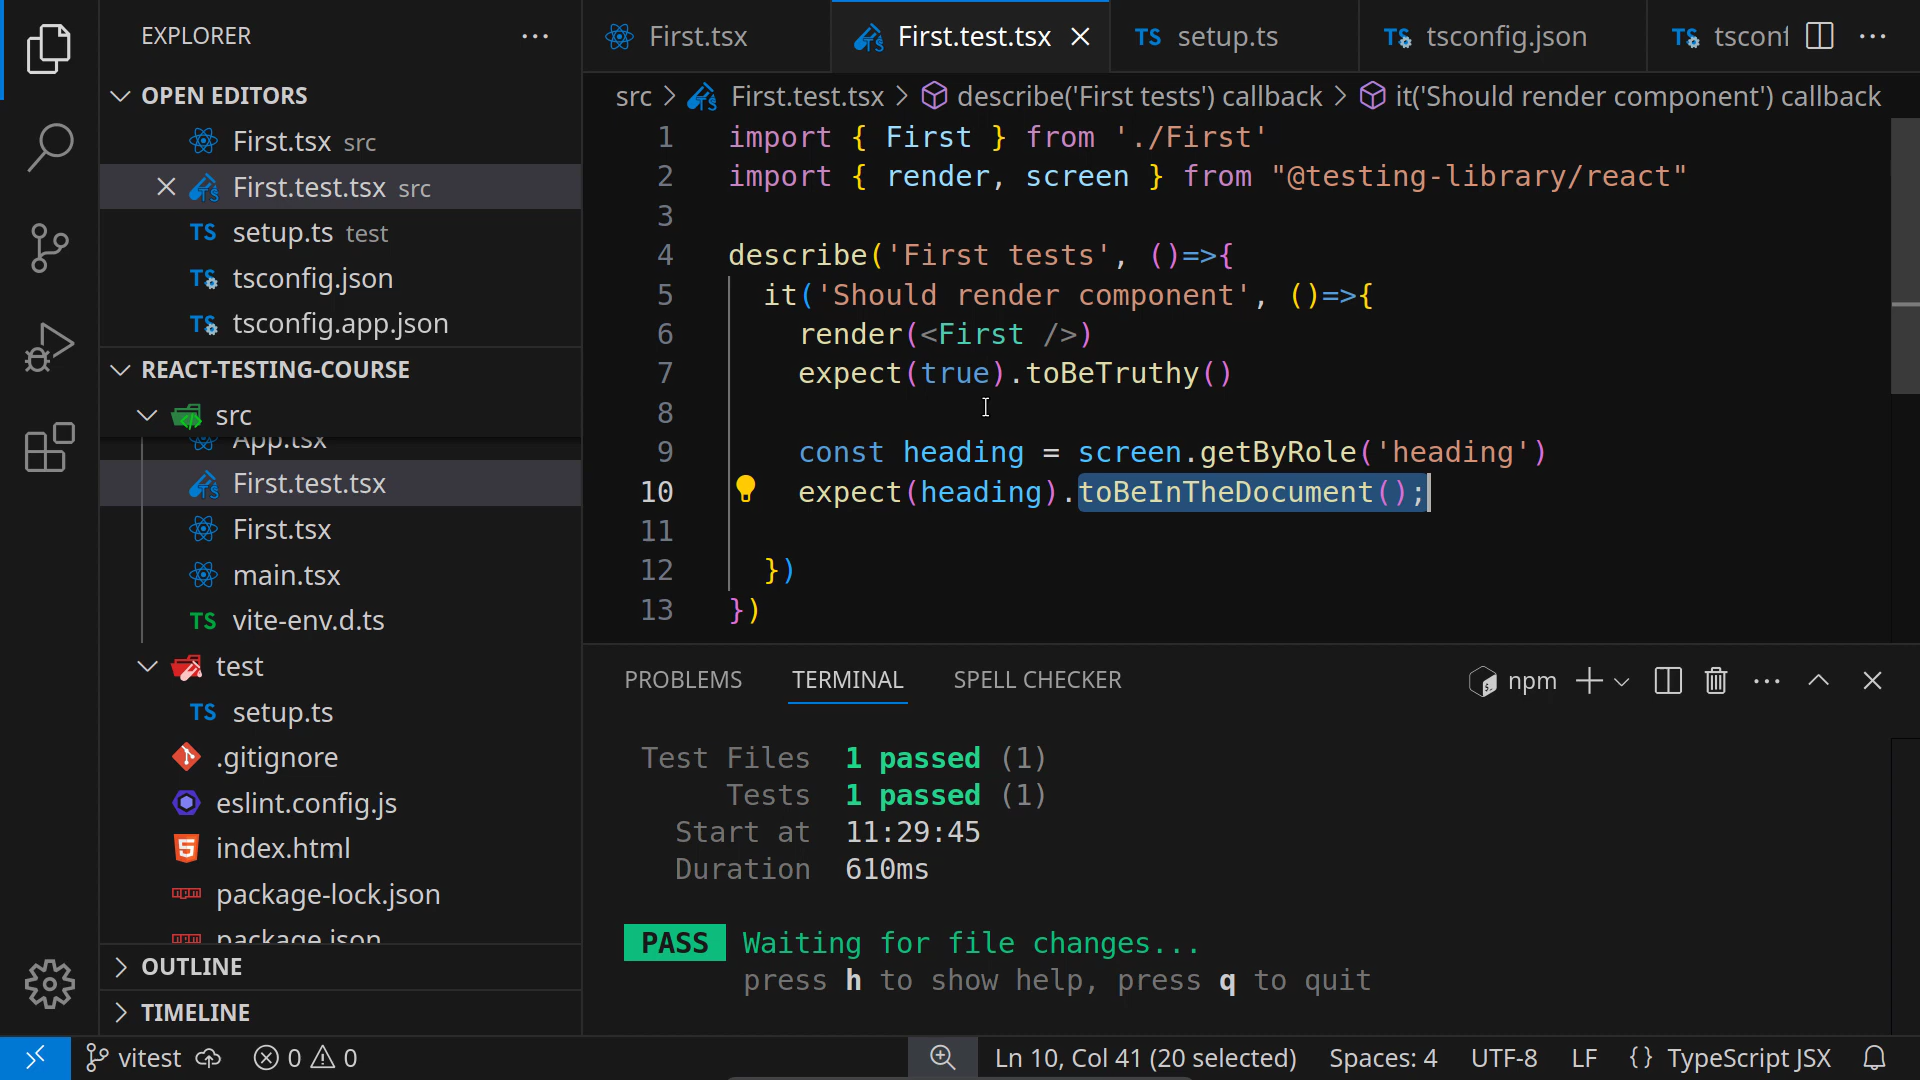 EXPLORER
OPEN EDITORS
First.tsx src
First.test.tsx src
setup.ts test
tsconfig.json
tsconfig.app.json
REACT-TESTING-COURSE
src
App.tsx
First.test.tsx
First.tsx
main.tsx
vite-env.d.ts
test
setup.ts
.gitignore
eslint.config.js
index.html
package-lock.json
package.json
OUTLINE
TIMELINE
First.tsx First.test.tsx setup.ts tsconfig.json tsconf
src > First.test.tsx > describe('First tests') callback > it('Should render component') callback
1 import { First } from './First'
2 import { render, screen } from "@testing-library/react"
3
4 describe('First tests', ()=>{
5 it('Should render component', ()=>{
6 render(<First />)
7 expect(true).toBeTruthy()
8
9 const heading = screen.getByRole('heading')
10 expect(heading).toBeInTheDocument();
11
12 })
13 })
PROBLEMS TERMINAL SPELL CHECKER npm
Test Files 1 passed (1)
Tests 1 passed (1)
Start at 11:29:45
Duration 610ms
PASS Waiting for file changes...
press h to show help, press q to quit
vitest 0 0 Ln 10, Col 41 (20 selected) Spaces: 4 UTF-8 LF {} TypeScript JSX